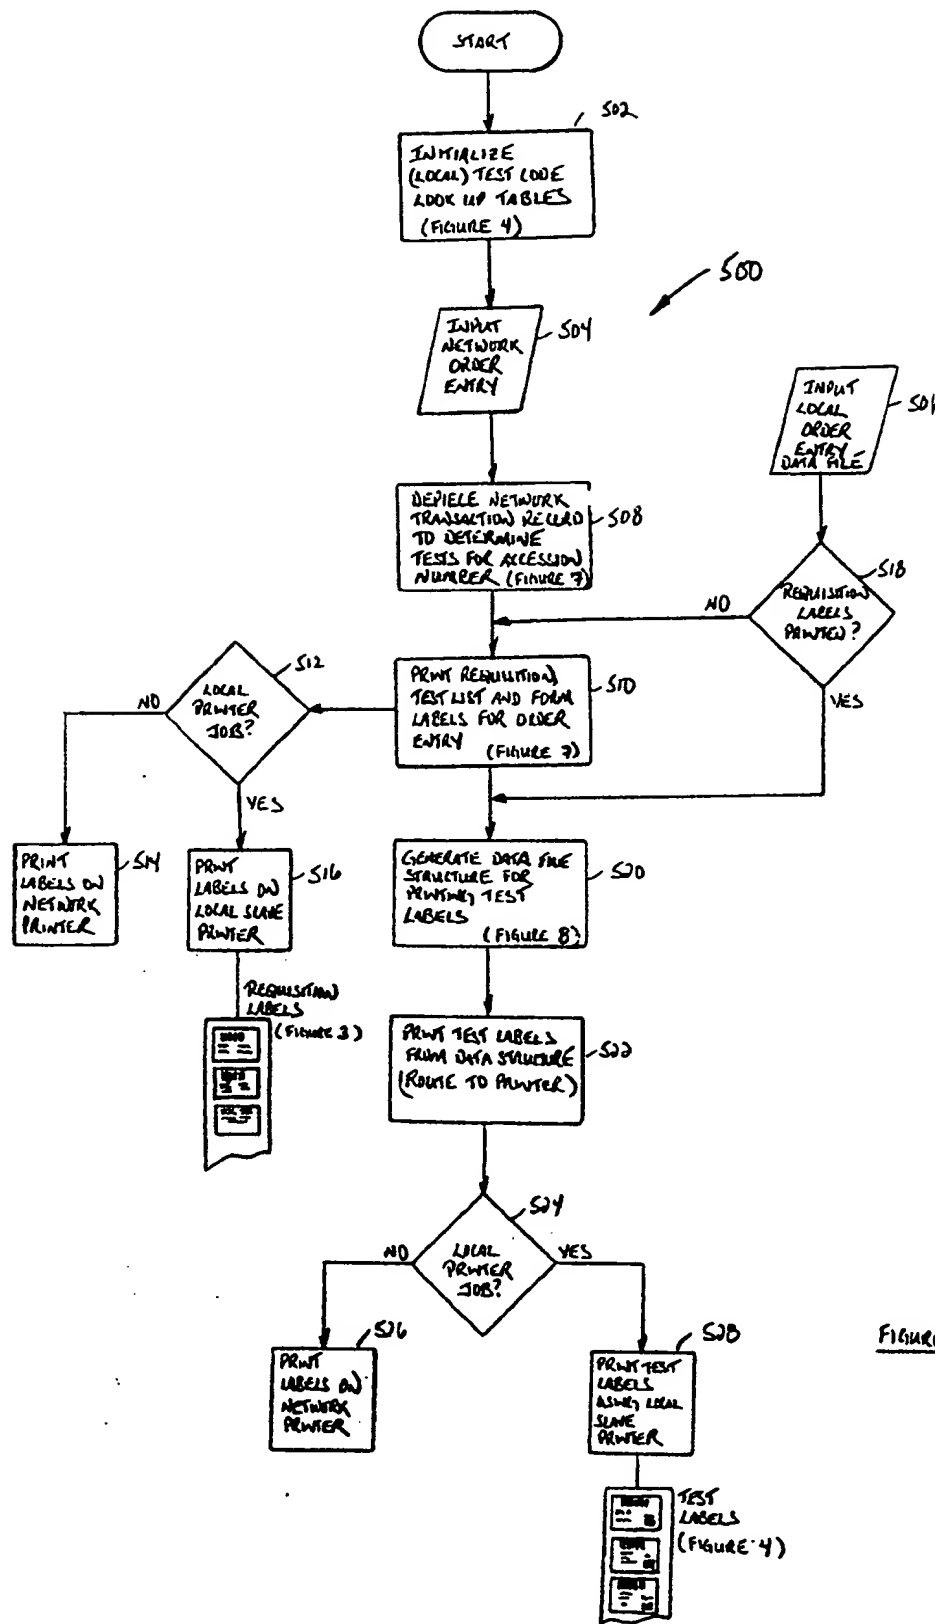 START
502
INITIALIZE
(LOCAL) TEST CODE
LOOK UP TABLES
(FIGURE 4)
500
INPUT
NETWORK
ORDER
ENTRY
504
INPUT
LOCAL
ORDER
ENTRY
DATA FILE
DEPIECE NETWORK
TRANSACTION RECORD
TO DETERMINE
TESTS FOR ACCESSION
NUMBER (FIGURE 7)
508
518
REQUISITION
LABELS
PRINTED?
NO
YES
512
LOCAL
PRINTER
JOB?
NO
YES
PRINT REQUISITION,
TEST LIST AND FORM
LABELS FOR ORDER
ENTRY
(FIGURE 7)
510
PRINT
LABELS ON
NETWORK
PRINTER
514
PRINT
LABELS ON
LOCAL SLAVE
PRINTER
516
GENERATE DATA FILE
STRUCTURE FOR
PRINTING TEST
LABELS
(FIGURE 8)
520
REQUISITION
LABELS
(FIGURE 3)
PRINT TEST LABELS
FROM DATA STRUCTURE
(ROUTE TO PRINTER)
522
524
LOCAL
PRINTER
JOB?
NO
YES
526
PRINT
LABELS ON
NETWORK
PRINTER
528
PRINT TEST
LABELS
USING LOCAL
SLAVE
PRINTER
FIGURE
TEST
LABELS
(FIGURE 4)